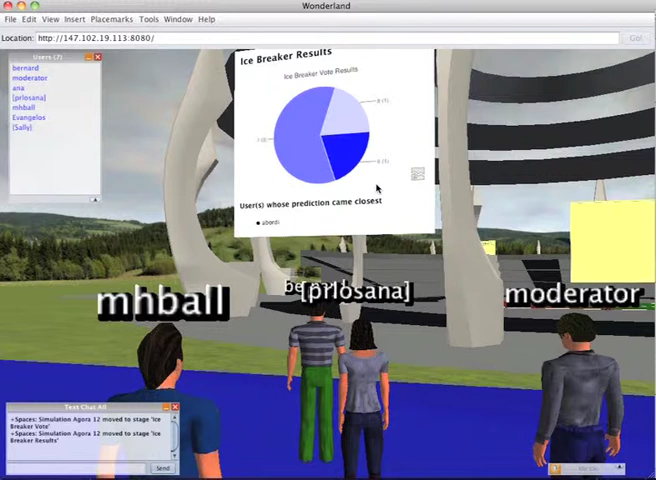 Wonderland
File Edit View Insert Placemarks Tools Window Help
Location: http://147.102.19.113:8080/ Go!
Users (7)
bernard
moderator
ana
[prlosana]
mhball
Evangelos
(Sally)
Ice Breaker Results
Ice Breaker Vote Results
User(s) whose prediction came closest
mhball
[prlosana]
moderator
Text Chat All
+Spaces: Simulation Agora 12 moved to stage 'Ice
Breaker Vote'
+Spaces: Simulation Agora 12 moved to stage 'Ice
Breaker Results'
Send